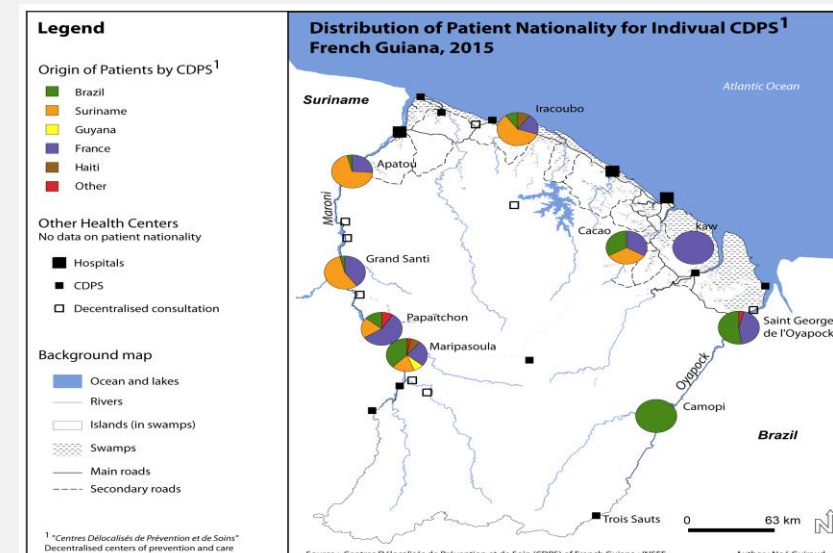 Legend
Origin of Patients by CDPS¹
Brazil
Suriname
Guyana
France
Haiti
Other
Other Health Centers
No data on patient nationality
Hospitals
CDPS
Decentralised consultation
Background map
Ocean and lakes
Rivers
Islands (in swamps)
Swamps
Main roads
Secondary roads
¹ "Centres Délocalisés de Prévention et de Soins"
Decentralised centers of prevention and care
Distribution of Patient Nationality for Indivual CDPS¹
French Guiana, 2015
Atlantic Ocean
Suriname
Iracoubo
Apatou
Maroni
Cacao
kaw
Grand Santi
Papaïtchon
Saint George
de l'Oyapock
Maripasoula
Oyapock
Camopi
Brazil
Trois Sauts
0 63 km
N